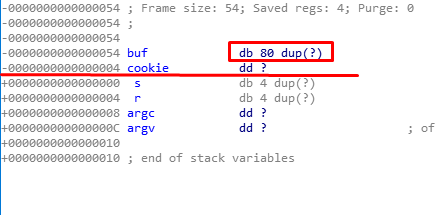 -0000000000000054 ; Frame size: 54; Saved regs: 4; Purge: 0
-0000000000000054 ;
-0000000000000054
-0000000000000054 buf db 80 dup(?)
-0000000000000004 cookie dd ?
+0000000000000000 s db 4 dup(?)
+0000000000000004 r db 4 dup(?)
+0000000000000008 argc dd ?
+000000000000000C argv dd ? ; of
+0000000000000010
+0000000000000010 ; end of stack variables